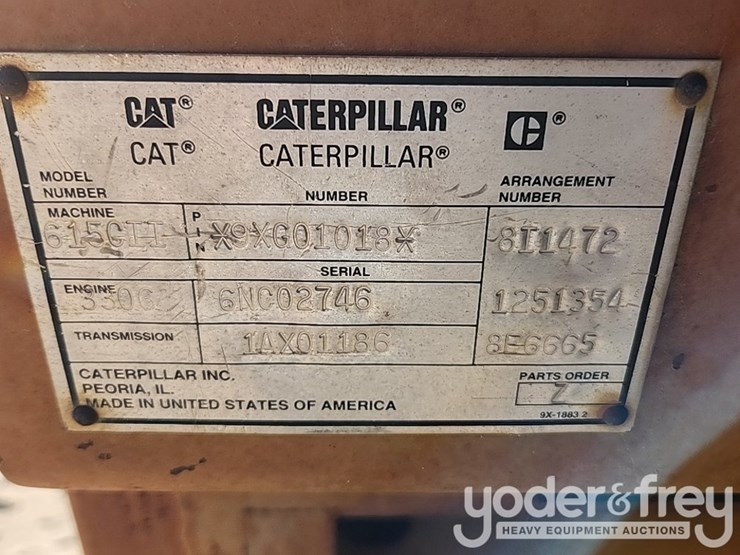 CAT® CATERPILLAR® C®
CAT® CATERPILLAR®
MODEL NUMBER NUMBER ARRANGEMENT NUMBER
MACHINE 615CII PIN X9XG01018X 8I1472
SERIAL
ENGINE 6NC02746 1251354
TRANSMISSION 1AX01186 8E6665
CATERPILLAR INC. PARTS ORDER
PEORIA, IL. Z
MADE IN UNITED STATES OF AMERICA 9X-1883 2
yoder&frey
HEAVY EQUIPMENT AUCTIONS